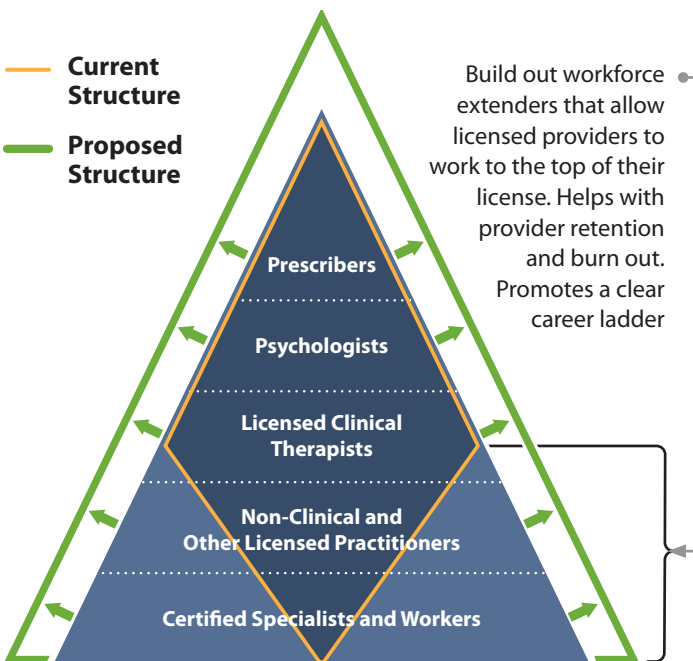 Current
Structure
Proposed
Structure
Build out workforce
extenders that allow
licensed providers to
work to the top of their
license. Helps with
provider retention
and burn out.
Promotes a clear
career ladder
Prescribers
Psychologists
Licensed Clinical
Therapists
Non-Clinical and
Other Licensed Practitioners
Certified Specialists and Workers